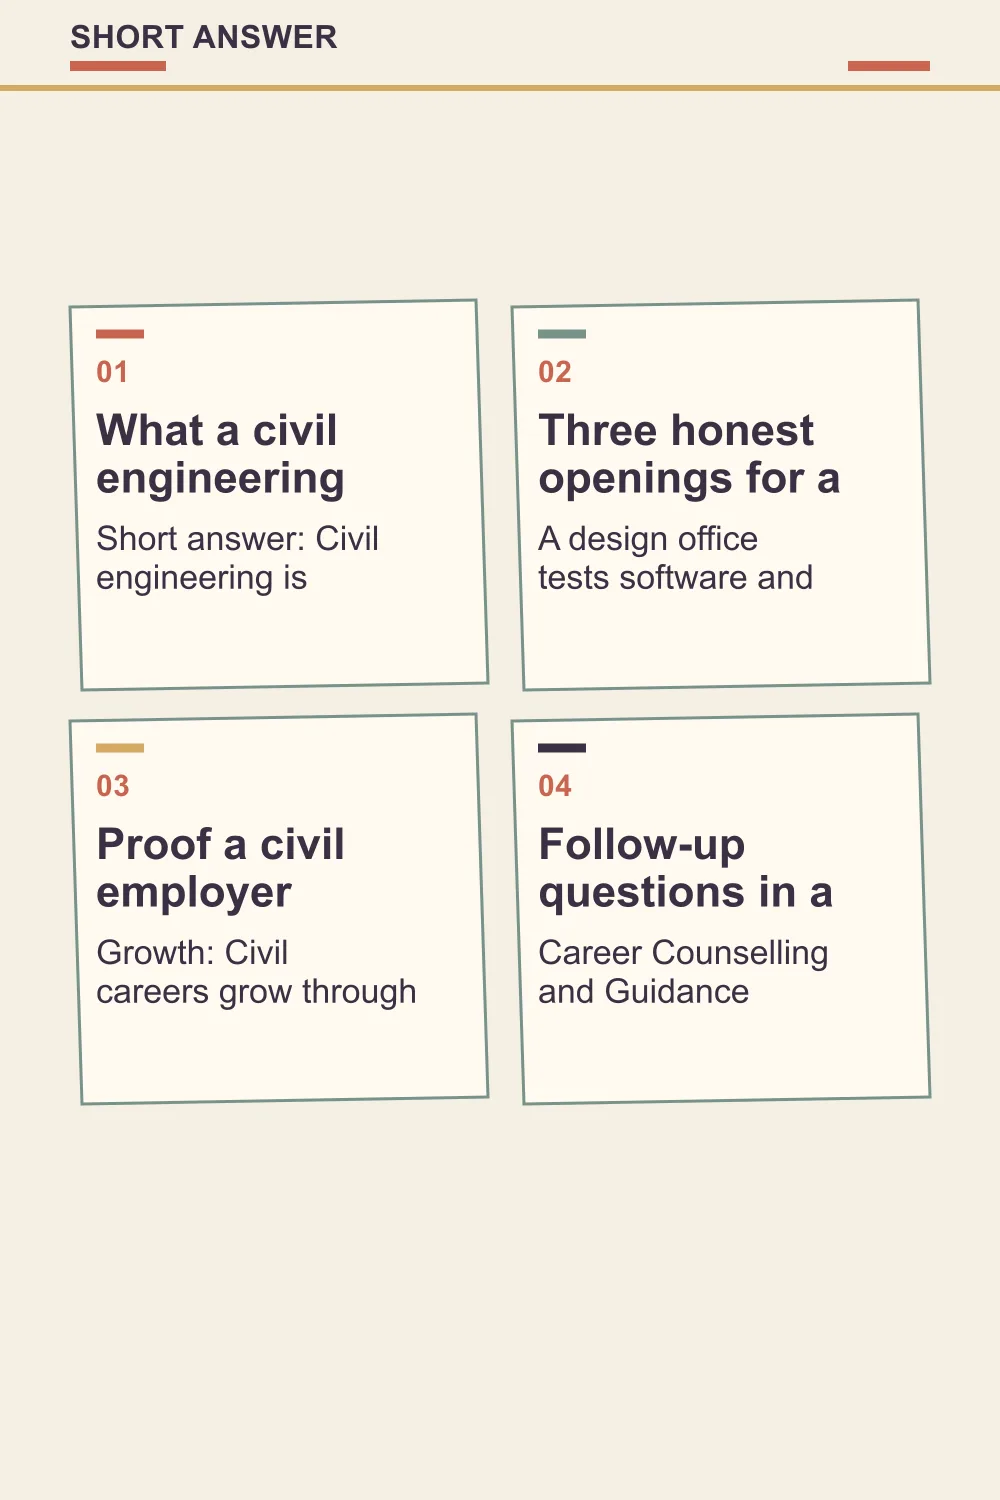 SHORT ANSWER
01
What a civil
engineering
Short answer: Civil
engineering is
02
Three honest
openings for a
A design office
tests software and
03
Proof a civil
employer
Growth: Civil
careers grow through
04
Follow-up
questions in a
Career Counselling
and Guidance